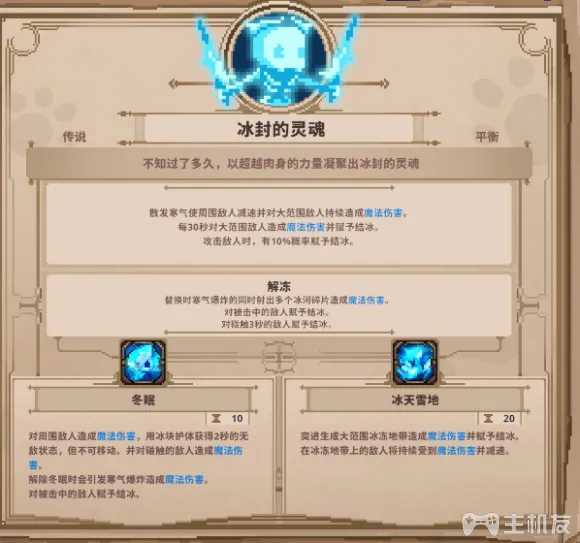 冰封的灵魂
传说
平衡
不知过了多久，以超越肉身的力量凝聚出冰封的灵魂
散发寒气使周围敌人减速并对大范围敌人持续造成魔法伤害。
每30秒对大范围敌人造成魔法伤害并赋予结冰。
攻击敌人时，有10%概率赋予结冰。
解冻
替换时寒气爆炸的同时射出多个冰河碎片造成魔法伤害。
对被击中的敌人赋予结冰。
对碰触3秒的敌人赋予结冰。
冬眠
10
对周围敌人造成魔法伤害，用冰块护体获得2秒的无
敌状态，但不可移动。并对碰触的敌人造成魔法伤
害。
解除冬眠时会引发寒气爆炸造成魔法伤害。
对被击中的敌人赋予结冰。
冰天雪地
20
突进生成大范围冰冻地带造成魔法伤害并赋予结冰。
在冰冻地带上的敌人将持续受到魔法伤害并减速。
主机友